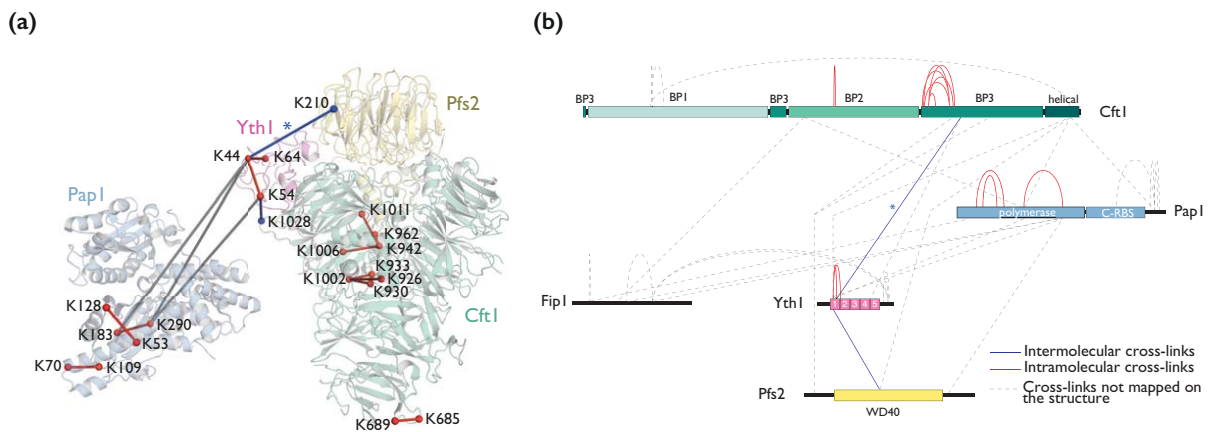 (a)
K210
*
Pfs2
Yth1
K44
K64
K54
Pap1
K1028
K1011
K962
K1006
K942
K933
K1002
K926
K930
Cft1
K128
K183
K290
K53
K70
K109
K689
K685
(b)
BP3
BP1
BP3
BP2
BP3
helical
Cft1
*
polymerase
C-RBS
Pap1
Fip1
Yth1
1 2 3 4 5
Intermolecular cross-links
Intramolecular cross-links
Cross-links not mapped on
the structure
Pfs2
WD40